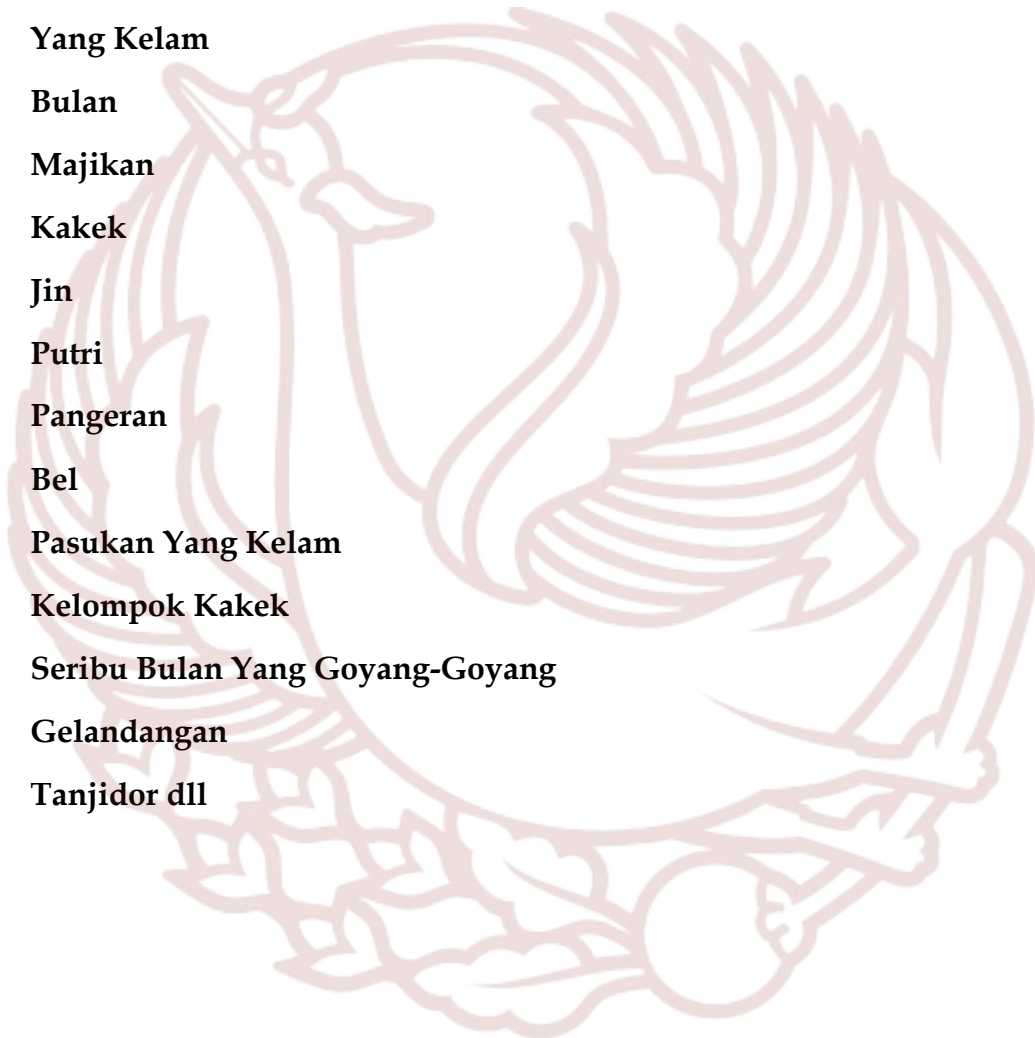 Yang Kelam
Bulan
Majikan
Kakek
Jin
Putri
Pangeran
Bel
Pasukan Yang Kelam
Kelompok Kakek
Seribu Bulan Yang Goyang-Goyang
Gelandangan
Tanjidor dll